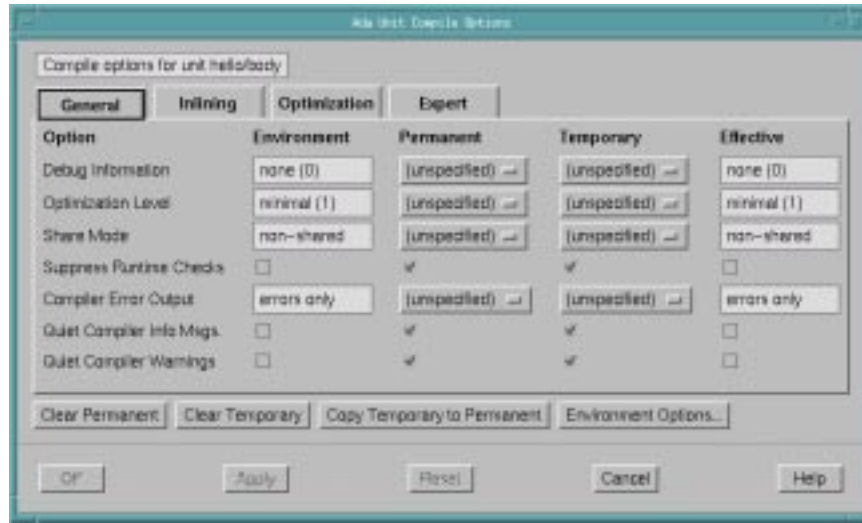 Ada Unit Compile Options
Compile options for unit hello/body
General Inlining Optimization Expert
Option Environment Permanent Temporary Effective
Debug Information none (0) (unspecified) (unspecified) none (0)
Optimization Level minimal (1) (unspecified) (unspecified) minimal (1)
Share Mode non-shared (unspecified) (unspecified) non-shared
Suppress Runtime Checks
Compiler Error Output errors only (unspecified) (unspecified) errors only
Quiet Compiler Info Msgs.
Quiet Compiler Warnings
Clear Permanent Clear Temporary Copy Temporary to Permanent Environment Options...
Apply Reset Cancel Help